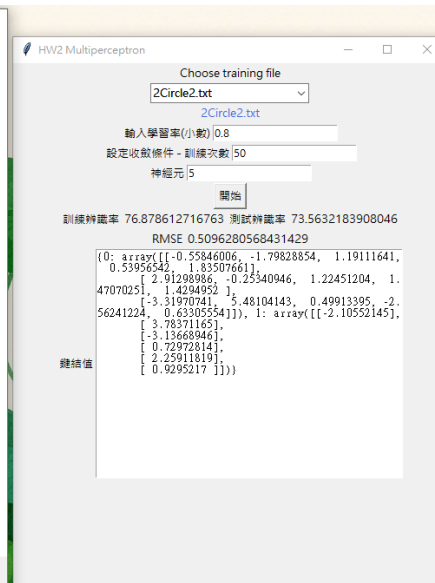 HW2 Multiperceptron
Choose training file
2Circle2.txt
2Circle2.txt
輸入學習率(小數) 0.8
設定收斂條件 - 訓練次數 50
神經元 5
開始
訓練辨識率 76.878612716763 測試辨識率 73.5632183908046
RMSE 0.5096280568431429
{0: array([[-0.55846006, -1.79828854,  1.19111641,
 0.53956542, 1.83507661],
[ 2.91298986, -0.25340946, 1.22451204, 1.
47070251, 1.4294952 ],
[-3.31970741, 5.48104143, 0.49913395, -2.
56241224, 0.63305554]]), 1: array([[-2.10552145],
[ 3.78371165],
[-3.13668946],
[ 0.72972814],
[ 2.25911819],
[ 0.9295217 ]])}
鏈結值